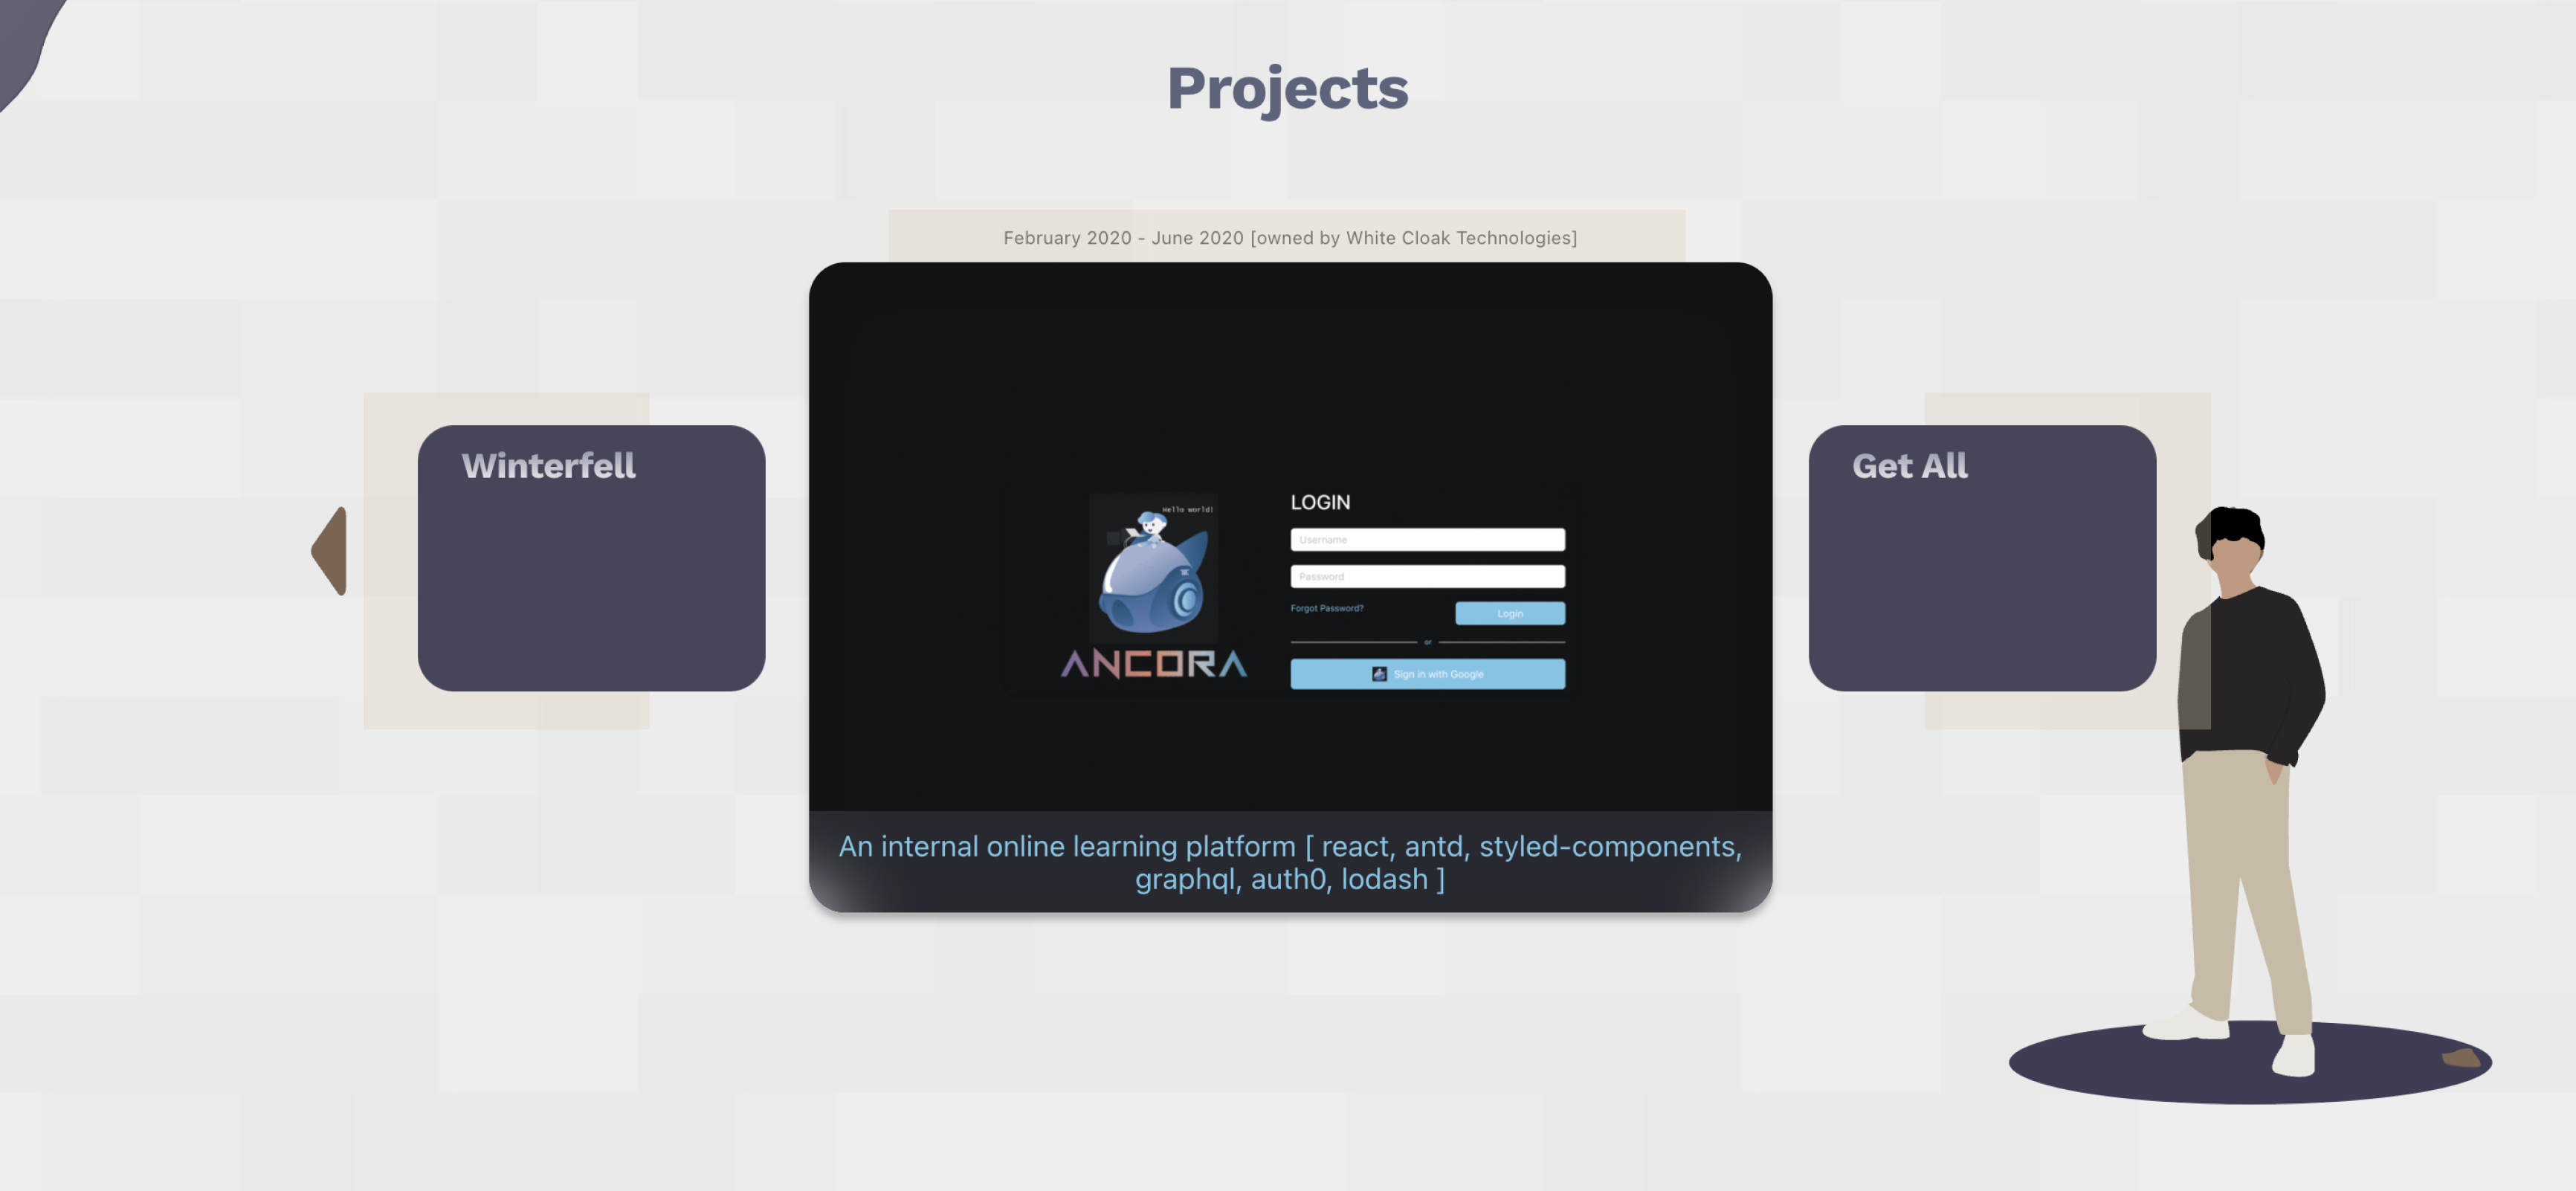 Projects
February 2020 - June 2020 [owned by White Cloak Technologies]
Winterfell
Get All
Hello world!
ANCORA
LOGIN
Username
Password
Forgot Password?
Login
or
Sign in with Google
An internal online learning platform [ react, antd, styled-components,
graphql, auth0, lodash ]